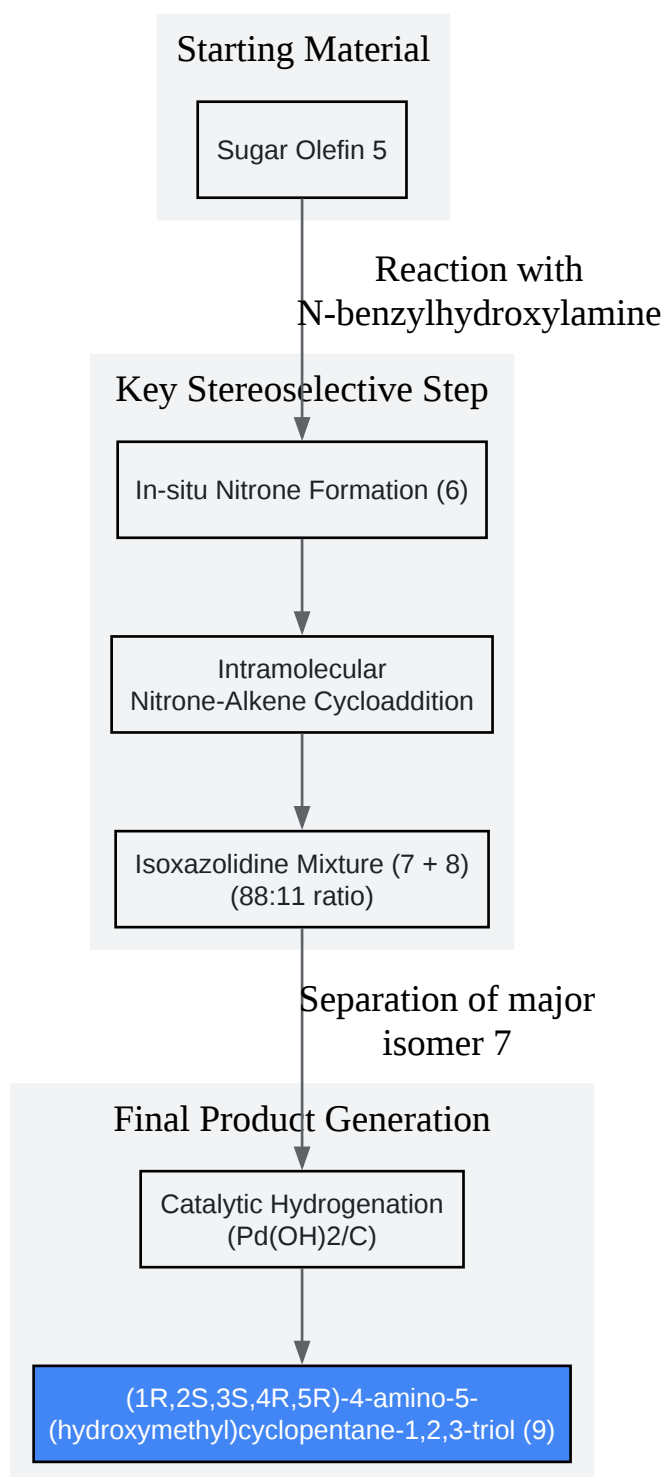 Starting Material
Sugar Olefin 5
Reaction with
N-benzylhydroxylamine
Key Stereoselective Step
In-situ Nitrone Formation (6)
Intramolecular
Nitrone-Alkene Cycloaddition
Isoxazolidine Mixture (7 + 8)
(88:11 ratio)
Separation of major
isomer 7
Final Product Generation
Catalytic Hydrogenation
(Pd(OH)2/C)
(1R,2S,3S,4R,5R)-4-amino-5-
(hydroxymethyl)cyclopentane-1,2,3-triol (9)